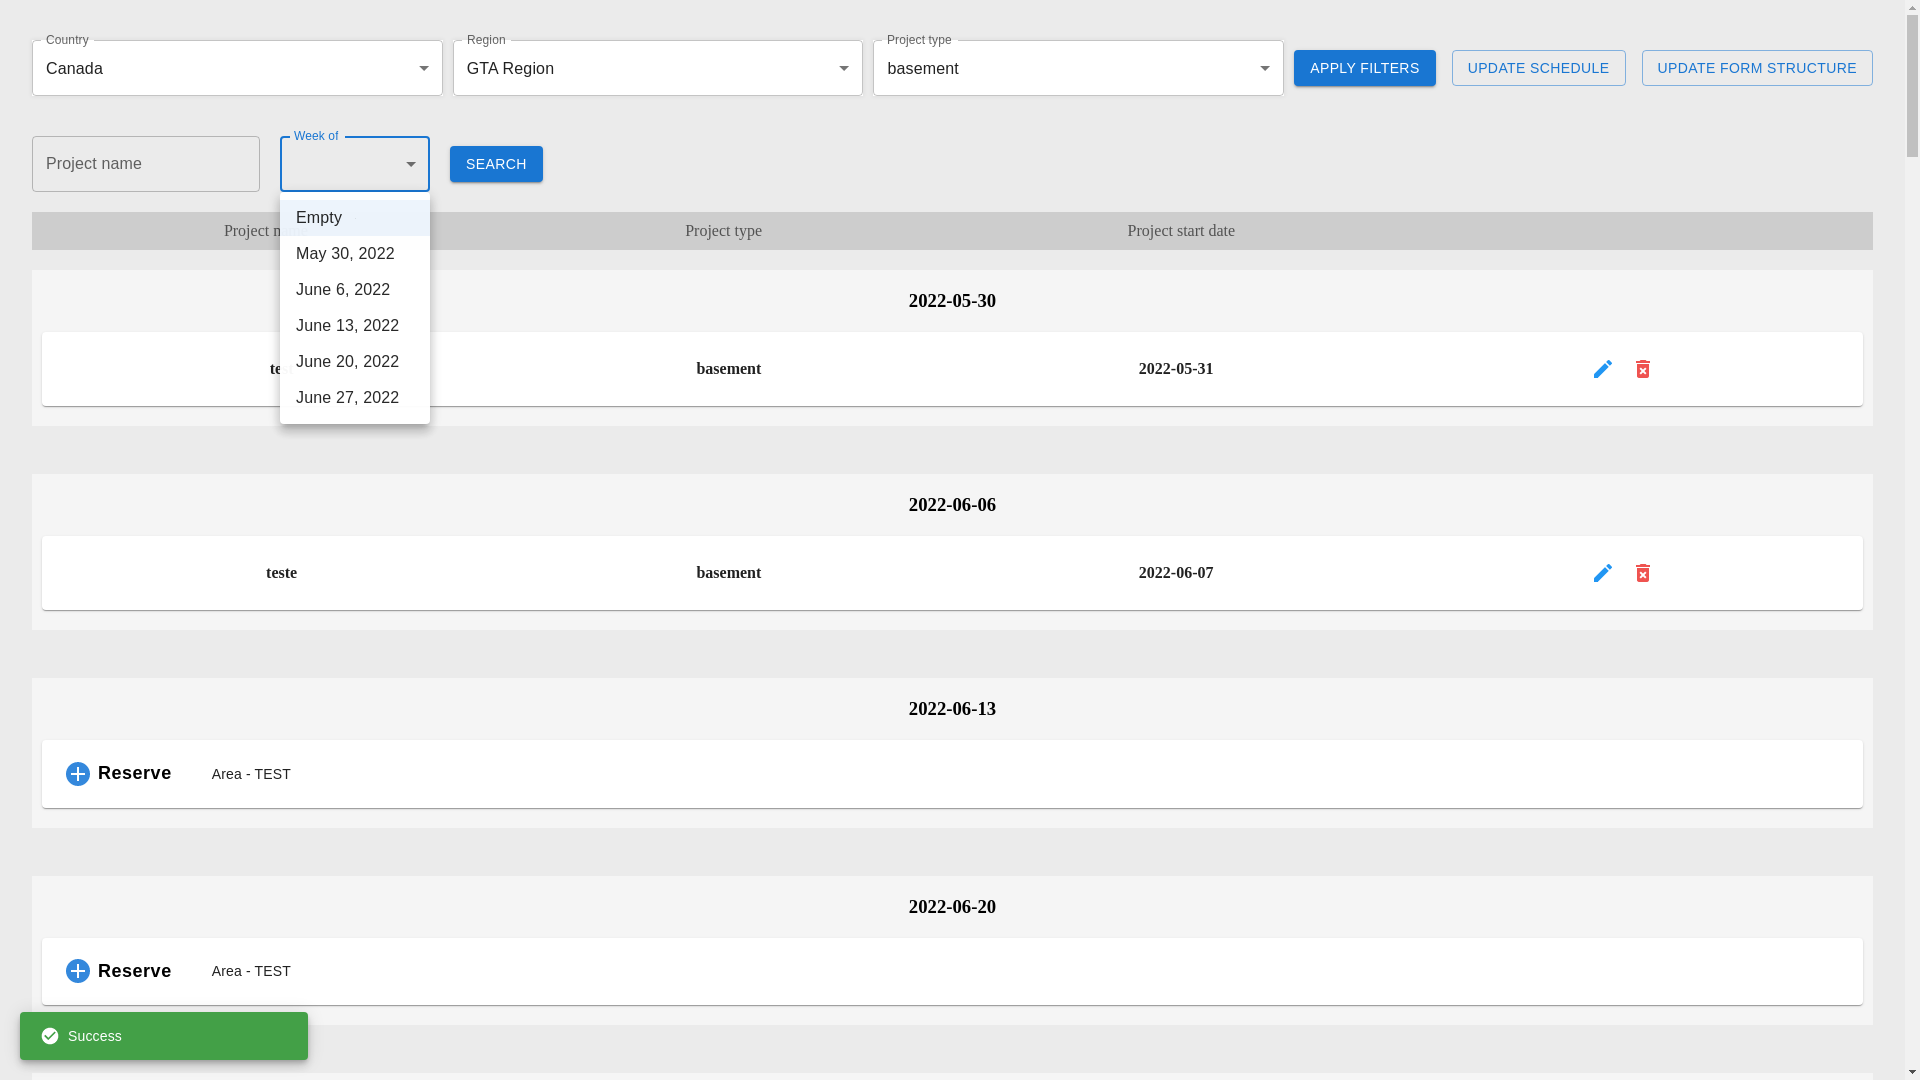 Country
Canada
Region
GTA Region
Project type
basement
APPLY FILTERS
UPDATE SCHEDULE
UPDATE FORM STRUCTURE
Project name
Week of
SEARCH
Empty
May 30, 2022
June 6, 2022
June 13, 2022
June 20, 2022
June 27, 2022
Project
Project type
Project start date
2022-05-30
basement
2022-05-31
2022-06-06
teste
basement
2022-06-07
2022-06-13
Reserve
Area - TEST
2022-06-20
Reserve
Area - TEST
Success